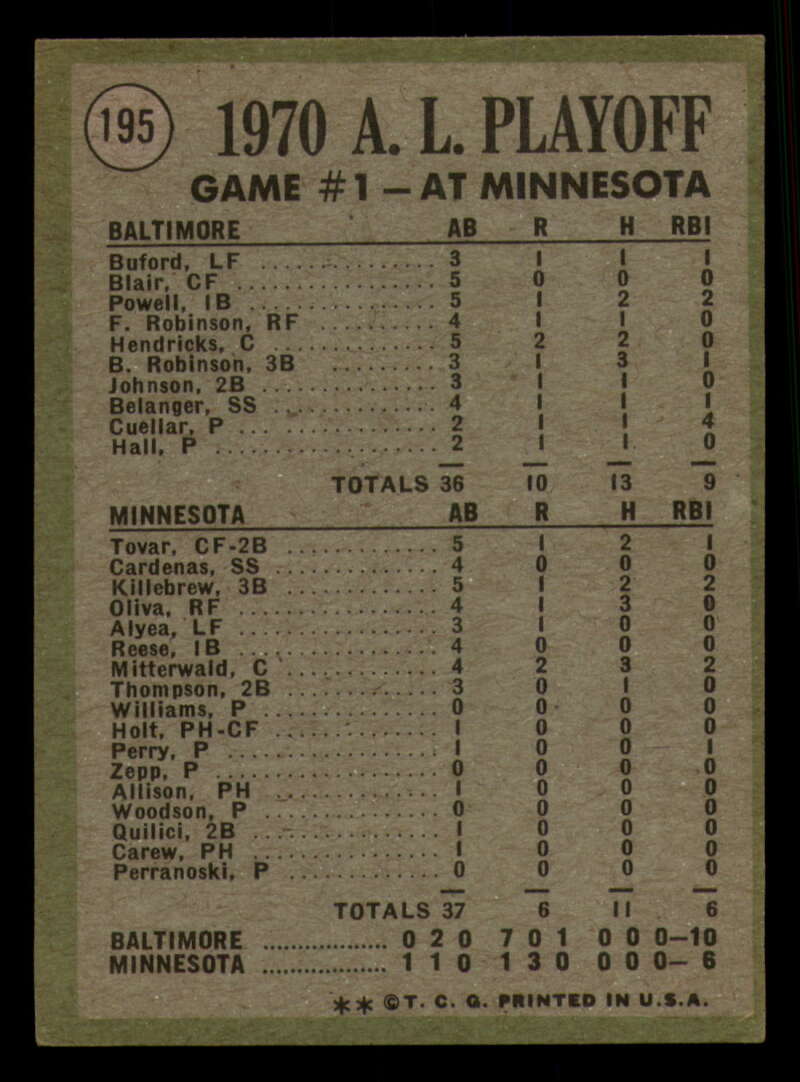 195
1970 A. L. PLAYOFF
GAME #1 – AT MINNESOTA
BALTIMORE AB R H RBI
Buford, LF ............... 3 1 1 1
Blair, CF ................. 5 0 0 0
Powell, 1B ................ 5 1 2 2
F. Robinson, RF .......... 4 1 1 0
Hendricks, C .............. 5 2 2 0
B. Robinson, 3B ......... 3 1 3 1
Johnson, 2B ............... 3 1 1 0
Belanger, SS .............. 4 1 1 1
Cuellar, P ................. 2 1 1 4
Hall, P .................... 2 1 1 0
TOTALS 36 10 13 9
MINNESOTA AB R H RBI
Tovar, CF-2B ............. 5 1 2 1
Cardenas, SS .............. 4 0 0 0
Killebrew, 3B ............. 5 1 2 2
Oliva, RF ................. 4 1 3 0
Alyea, LF ................. 3 1 0 0
Reese, 1B ................. 4 0 0 0
Mitterwald, C ............. 4 2 3 2
Thompson, 2B ............. 3 0 1 0
Williams, P ............... 0 0 0 0
Holt, PH-CF .............. 1 0 0 0
Perry, P .................. 1 0 0 1
Zepp, P ................... 0 0 0 0
Allison, PH .............. 1 0 0 0
Woodson, P ............... 0 0 0 0
Quilici, 2B ................ 1 0 0 0
Carew, PH ................ 1 0 0 0
Perranoski, P ............. 0 0 0 0
TOTALS 37 6 11 6
BALTIMORE .................. 0 2 0 7 0 1 0 0 0–10
MINNESOTA .................. 1 1 0 1 3 0 0 0 0– 6
** ©T. C. G. PRINTED IN U.S.A.